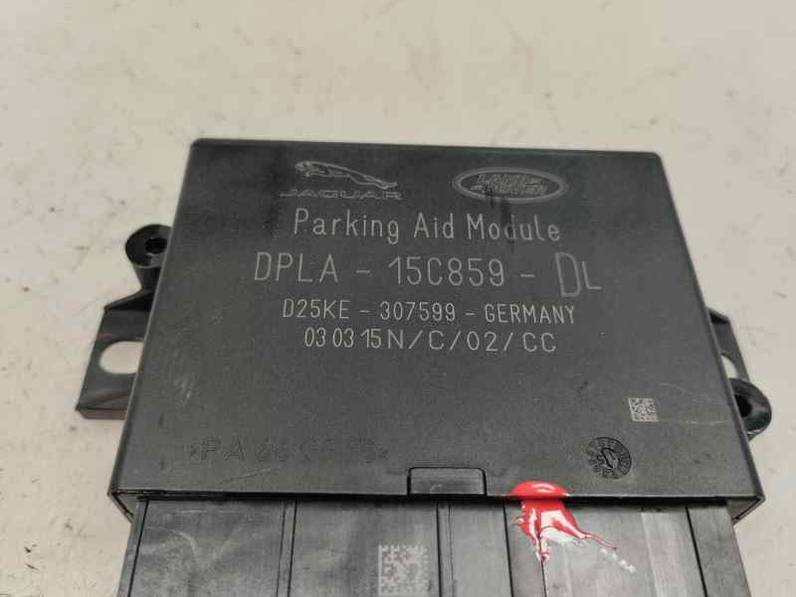 JAGUAR LAND ROVER
Parking Aid Module
DPLA - 15C859 - DL
D25KE - 307599 - GERMANY
03 03 15 N/C/02/CC